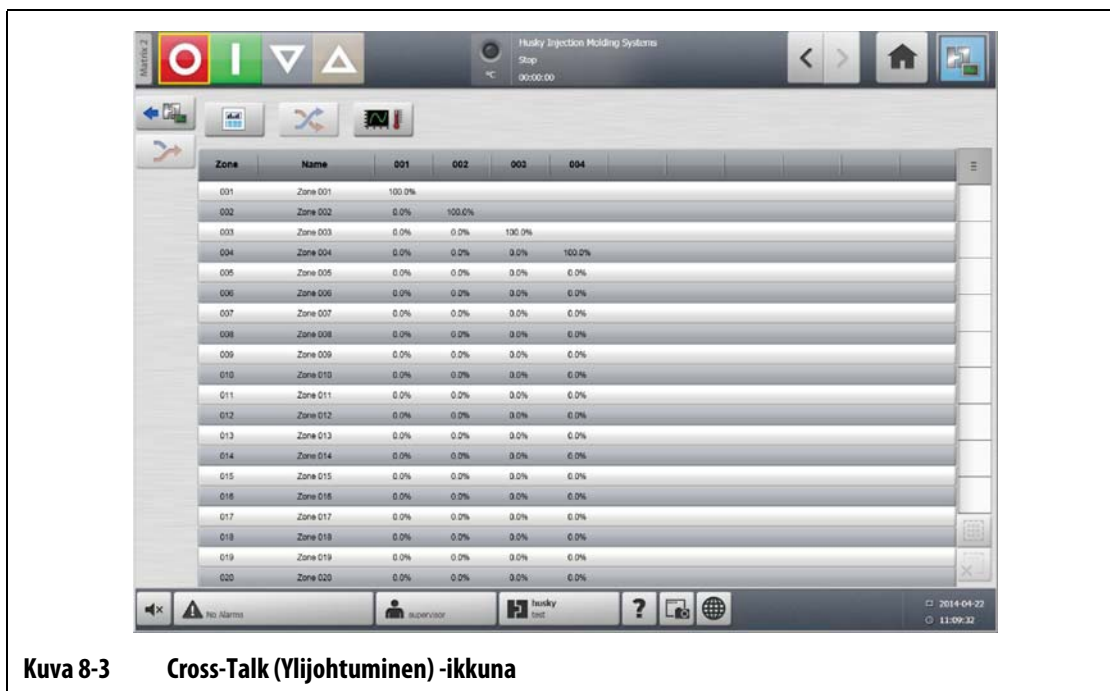 Matrix 2
Husky Injection Molding Systems
Stop
°C 00:00:00
Zone Name 001 002 003 004
001 Zone 001 100.0%
002 Zone 002 0.0% 100.0%
003 Zone 003 0.0% 0.0% 100.0%
004 Zone 004 0.0% 0.0% 0.0% 100.0%
005 Zone 005 0.0% 0.0% 0.0% 0.0%
006 Zone 006 0.0% 0.0% 0.0% 0.0%
007 Zone 007 0.0% 0.0% 0.0% 0.0%
008 Zone 008 0.0% 0.0% 0.0% 0.0%
009 Zone 009 0.0% 0.0% 0.0% 0.0%
010 Zone 010 0.0% 0.0% 0.0% 0.0%
011 Zone 011 0.0% 0.0% 0.0% 0.0%
012 Zone 012 0.0% 0.0% 0.0% 0.0%
013 Zone 013 0.0% 0.0% 0.0% 0.0%
014 Zone 014 0.0% 0.0% 0.0% 0.0%
015 Zone 015 0.0% 0.0% 0.0% 0.0%
016 Zone 016 0.0% 0.0% 0.0% 0.0%
017 Zone 017 0.0% 0.0% 0.0% 0.0%
018 Zone 018 0.0% 0.0% 0.0% 0.0%
019 Zone 019 0.0% 0.0% 0.0% 0.0%
020 Zone 020 0.0% 0.0% 0.0% 0.0%
No Alarms
supervisor
husky
test
?
2014-04-22
11:09:32
Kuva 8-3 Cross-Talk (Ylijohtuminen) -ikkuna